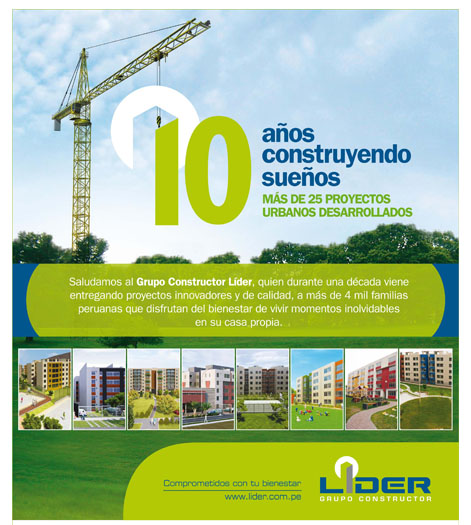 10
años
construyendo
sueños
MÁS DE 25 PROYECTOS
URBANOS DESARROLLADOS
Saludamos al Grupo Constructor Líder, quien durante una década viene
entregando proyectos innovadores y de calidad, a más de 4 mil familias
peruanas que disfrutan del bienestar de vivir momentos inolvidables
en su casa propia.
Comprometidos con tu bienestar
www.lider.com.pe
LÍDER
GRUPO CONSTRUCTOR